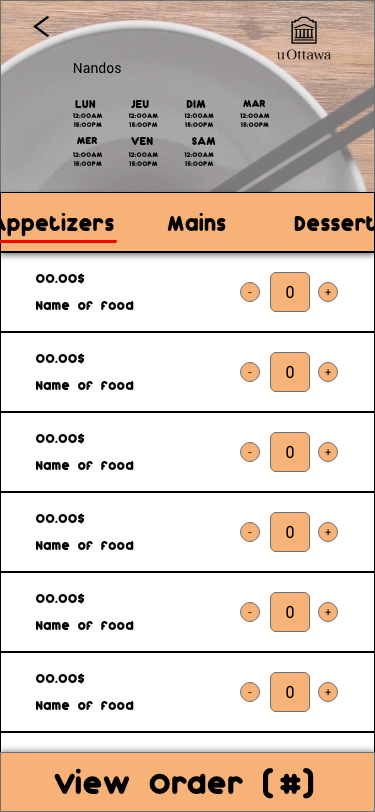 uOttawa
Nandos
LUN JEU DIM MAR
12:00AM 12:00AM 12:00AM 12:00AM
15:00PM 15:00PM 15:00PM 15:00PM
MER VEN SAM
12:00AM 12:00AM 12:00AM
15:00PM 15:00PM 15:00PM
Appetizers Mains Dessert
00.00$
Name of food
- 0 +
00.00$
Name of food
- 0 +
00.00$
Name of food
- 0 +
00.00$
Name of food
- 0 +
00.00$
Name of food
- 0 +
00.00$
Name of food
- 0 +
View Order (#)